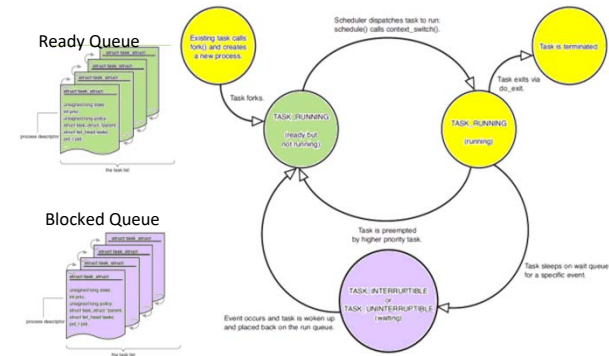 Ready Queue
struct task_struct
struct task_struct
struct task_struct
struct task_struct
unsigned long state;
int prio;
unsigned long policy;
struct task_struct *parent;
struct list_head tasks;
pid_t pid;
process descriptor
the task list
Blocked Queue
struct task_struct
struct task_struct
struct task_struct
struct task_struct
unsigned long state;
int prio;
unsigned long policy;
struct task_struct *parent;
struct list_head tasks;
pid_t pid;
process descriptor
the task list
Existing task calls
fork() and creates
a new process.
Scheduler dispatches task to run:
schedule() calls context_switch().
Task is terminated.
Task forks.
Task exits via
do_exit.
TASK_RUNNING
(ready but
not running)
TASK_RUNNING
(running)
Task is preempted
by higher priority task.
Task sleeps on wait queue
for a specific event.
TASK_INTERRUPTIBLE
or
TASK_UNINTERRUPTIBLE
(waiting)
Event occurs and task is woken up
and placed back on the run queue.